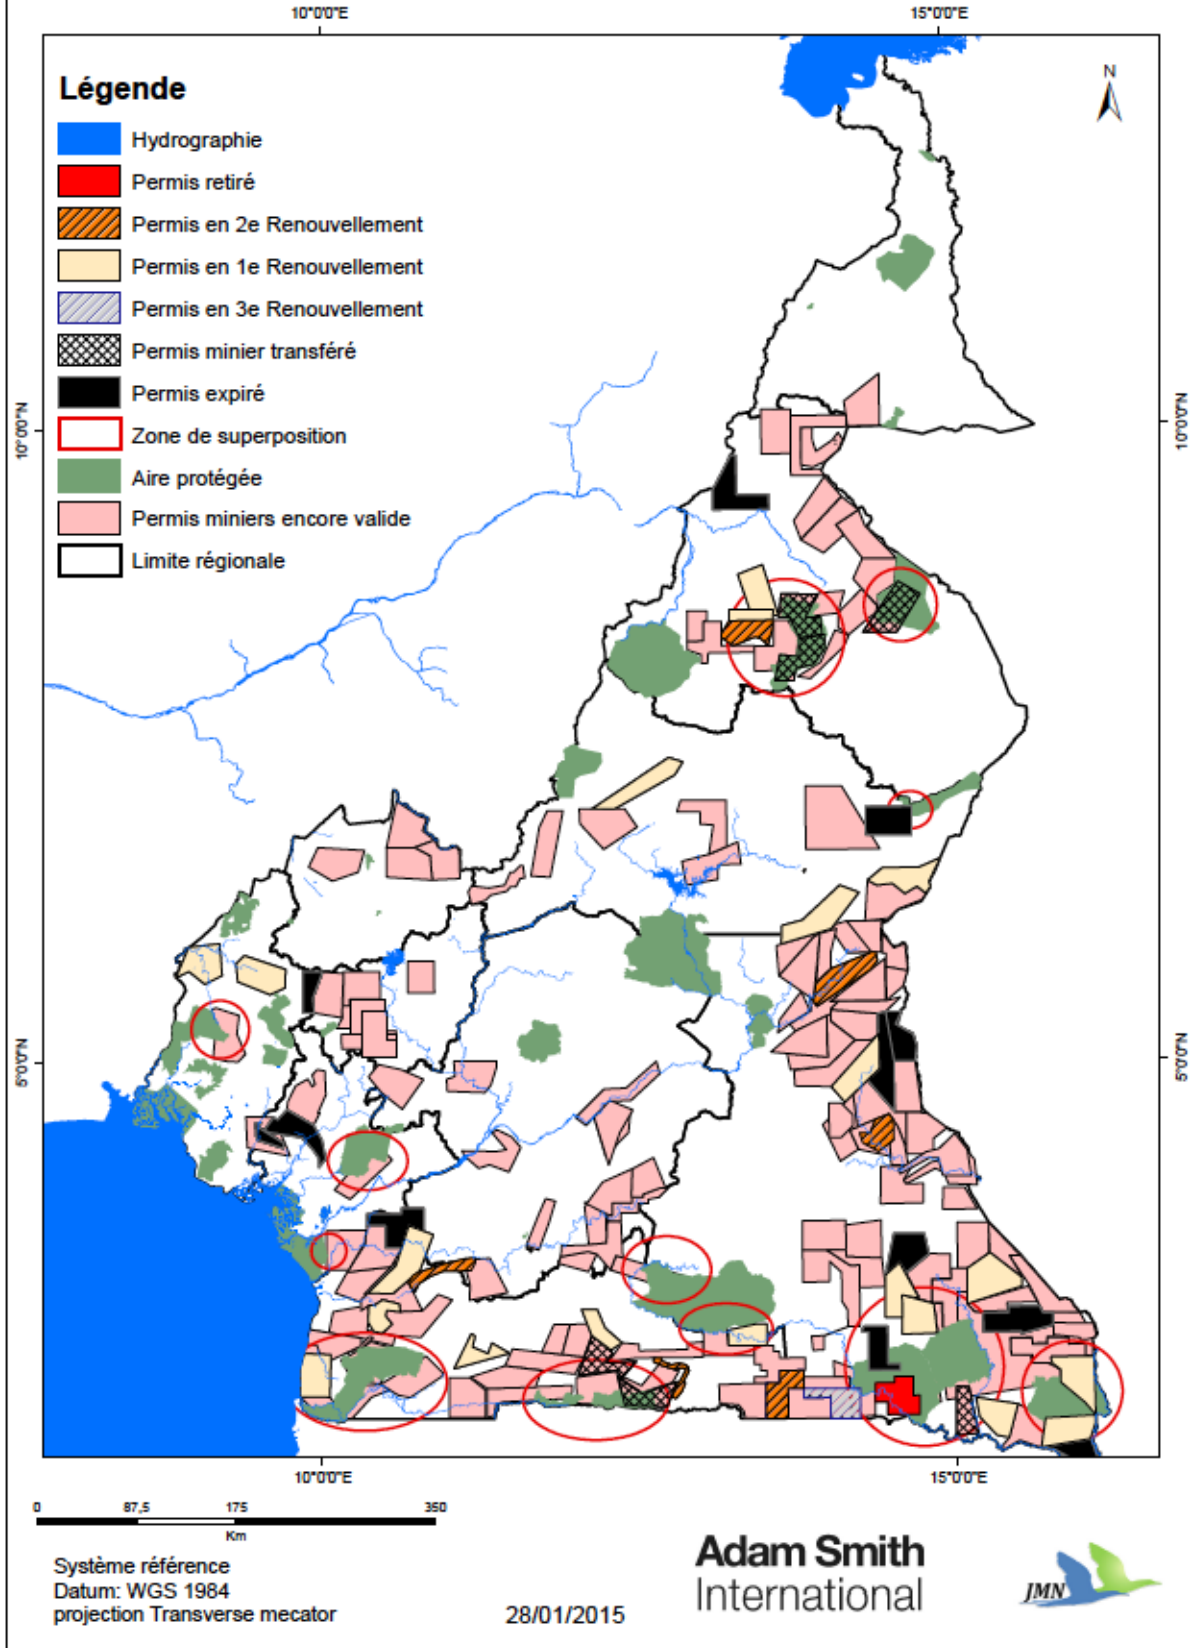 10°0'0"E
15°0'0"E
N
Légende
Hydrographie
Permis retiré
Permis en 2e Renouvellement
Permis en 1e Renouvellement
Permis en 3e Renouvellement
Permis minier transféré
Permis expiré
Zone de superposition
Aire protégée
Permis miniers encore valide
Limite régionale
10°0'0"N
10°0'0"N
5°0'0"N
5°0'0"N
10°0'0"E
15°0'0"E
0 87,5 175 350
Km
Système référence
Datum: WGS 1984
projection Transverse mecator
28/01/2015
Adam Smith
International
JMN